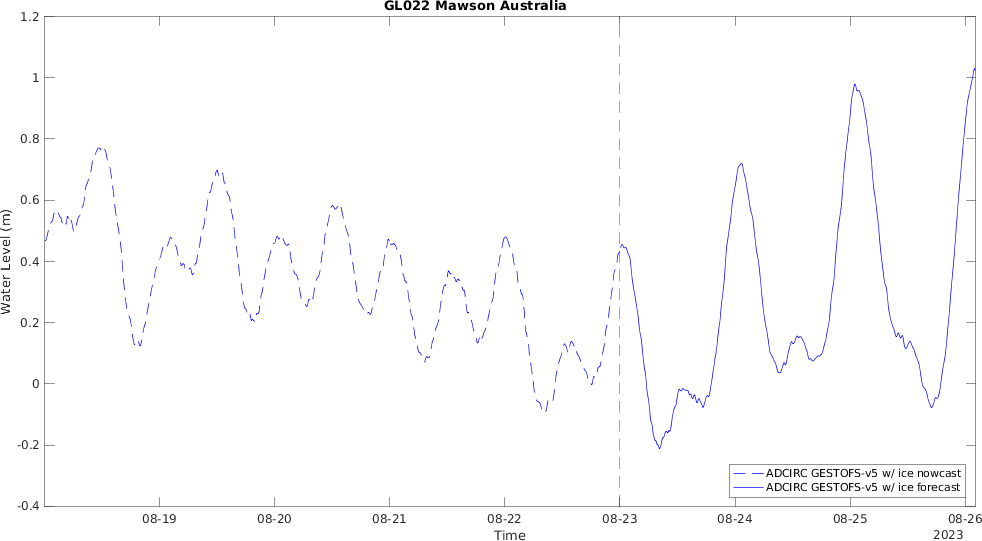 GL022 Mawson Australia
1.2
1
0.8
0.6
0.4
0.2
0
-0.2
-0.4
Water Level (m)
ADCIRC GESTOFS-v5 w/ ice nowcast
ADCIRC GESTOFS-v5 w/ ice forecast
08-19 08-20 08-21 08-22 08-23 08-24 08-25 08-26
Time
2023